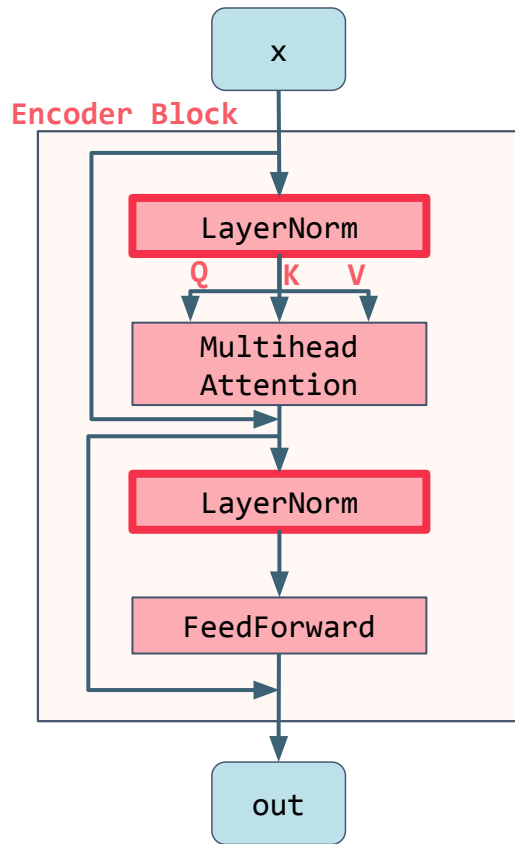 x
Encoder Block
LayerNorm
Q K V
Multihead
Attention
LayerNorm
FeedForward
out